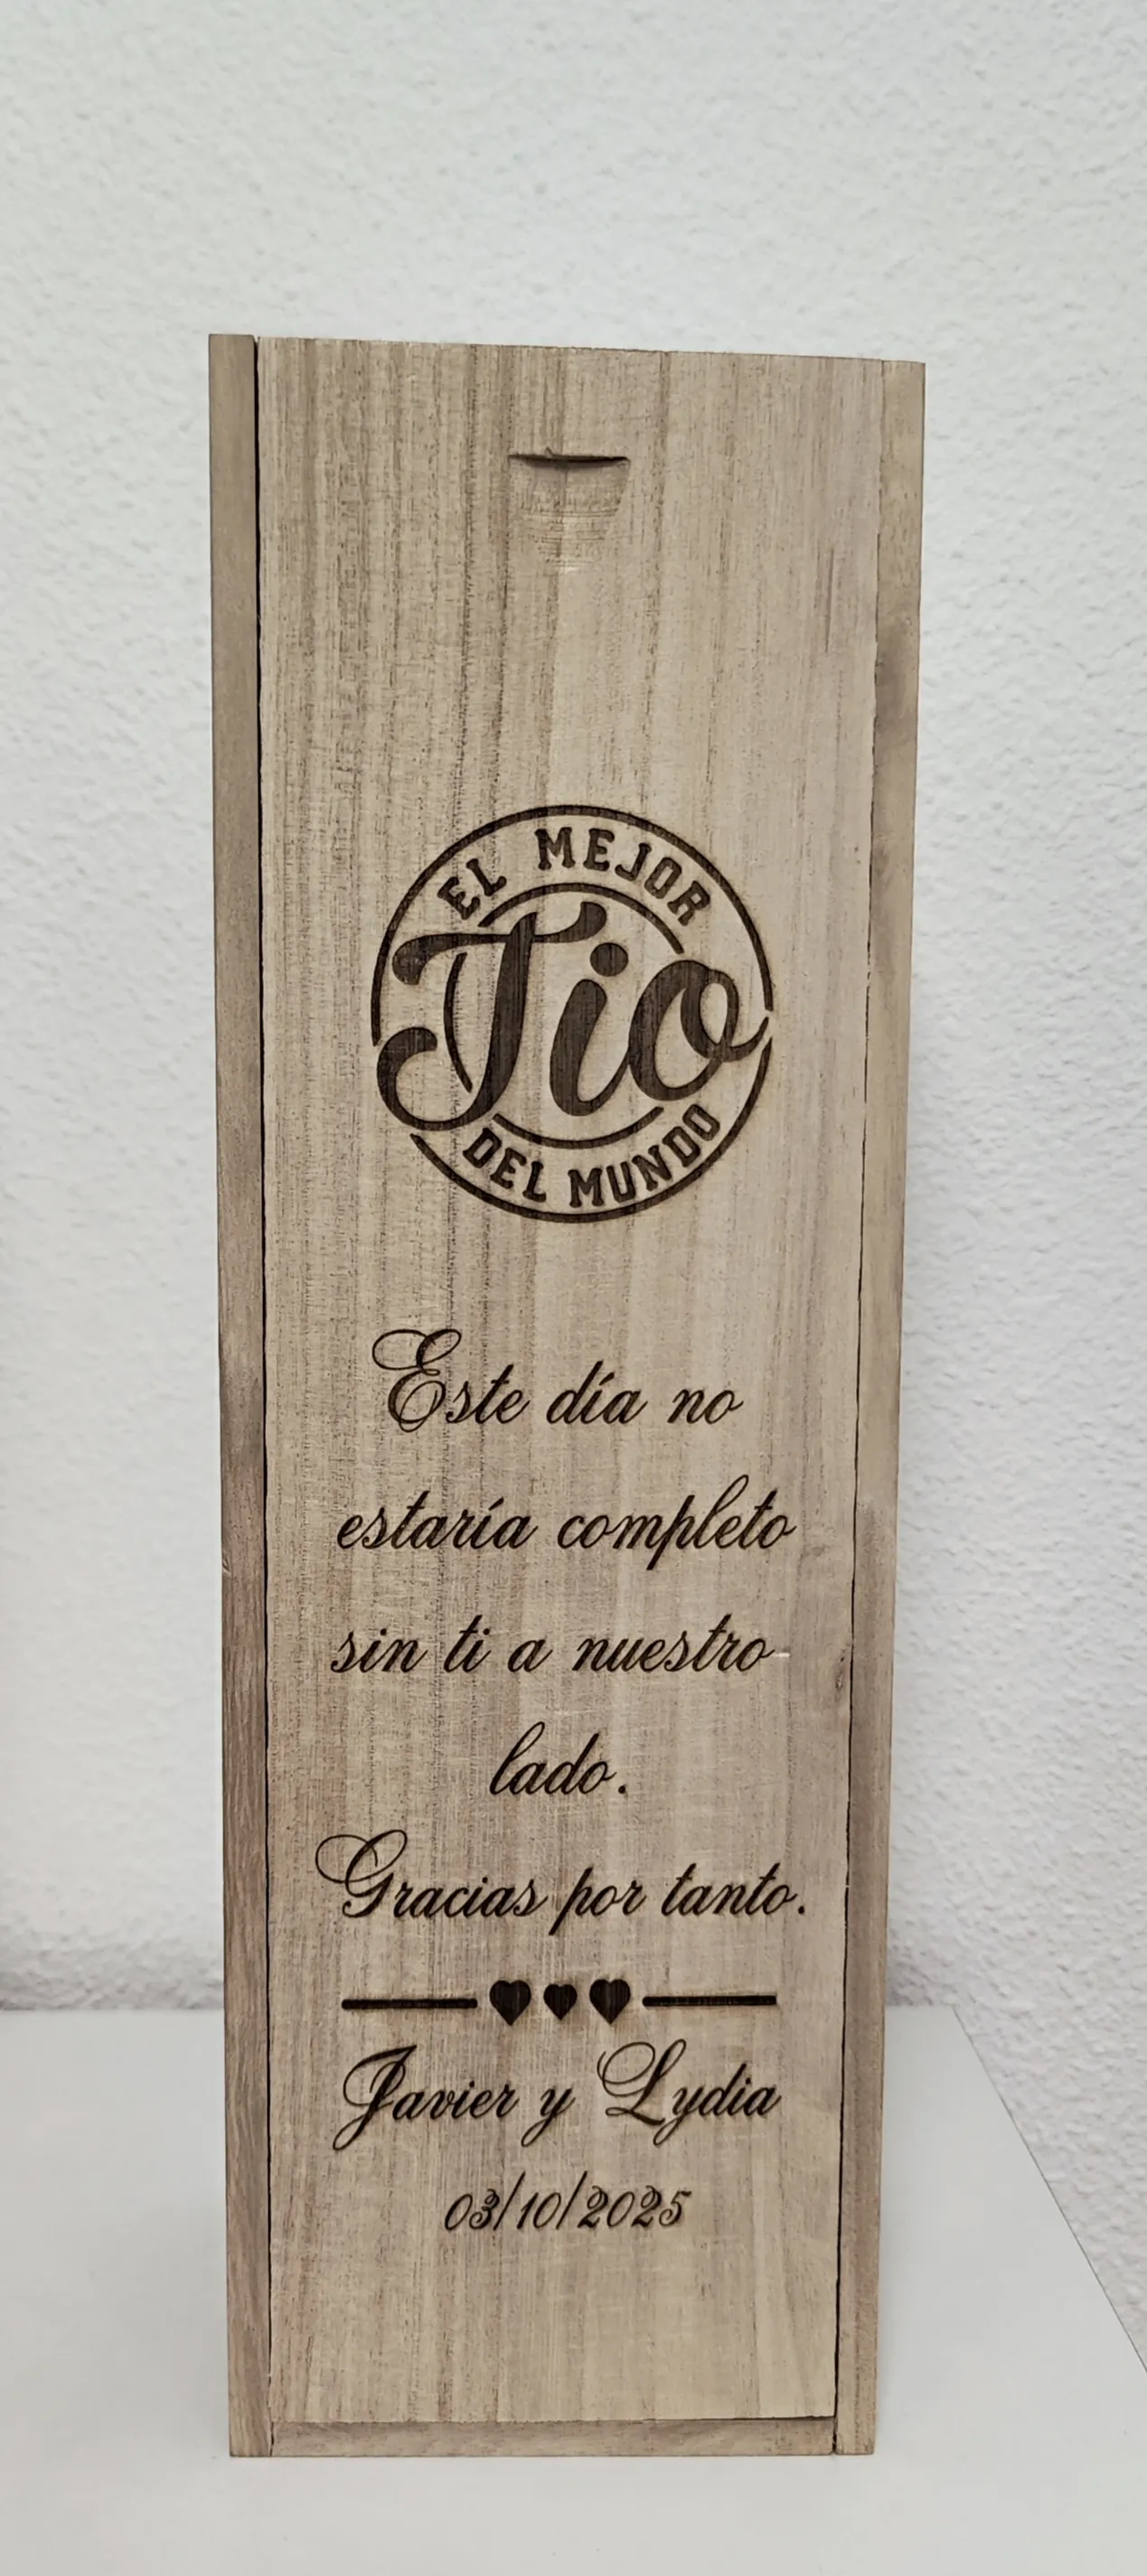 EL MEJOR
Tio
DEL MUNDO
Este día no
estaría completo
sin ti a nuestro
lado.
Gracias por tanto.
Javier y Lydia
03/10/2025